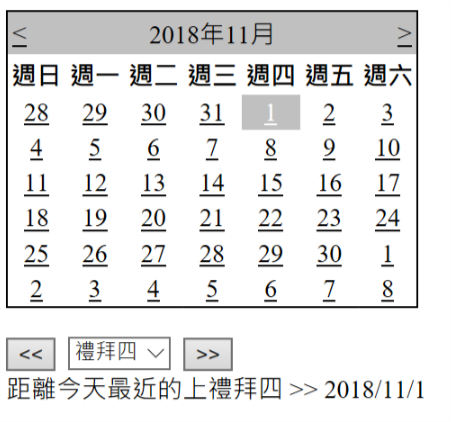 < 2018年11月 >
週日 週一 週二 週三 週四 週五 週六
28 29 30 31 1 2 3
4 5 6 7 8 9 10
11 12 13 14 15 16 17
18 19 20 21 22 23 24
25 26 27 28 29 30 1
2 3 4 5 6 7 8
<< 禮拜四 >>
距離今天最近的上禮拜四 >> 2018/11/1